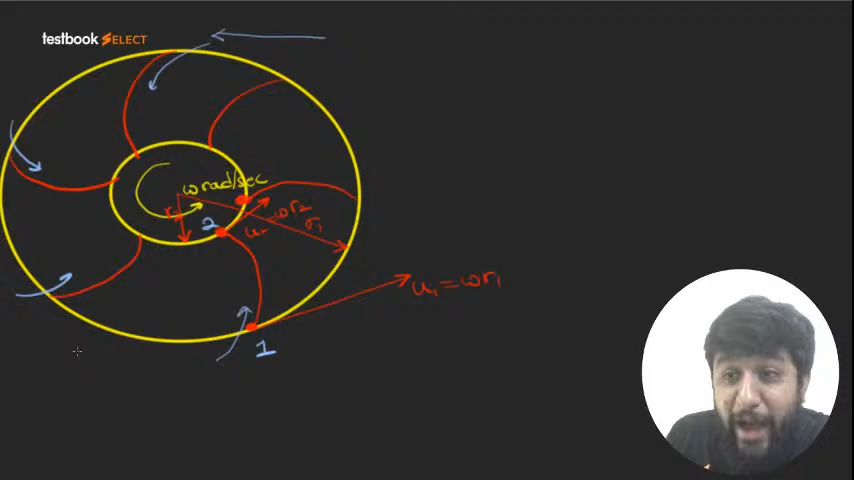 testbook SELECT
ω rad/sec
r₂
2
u₂ = ωr₂
r₁
u₁ = ωr₁
1